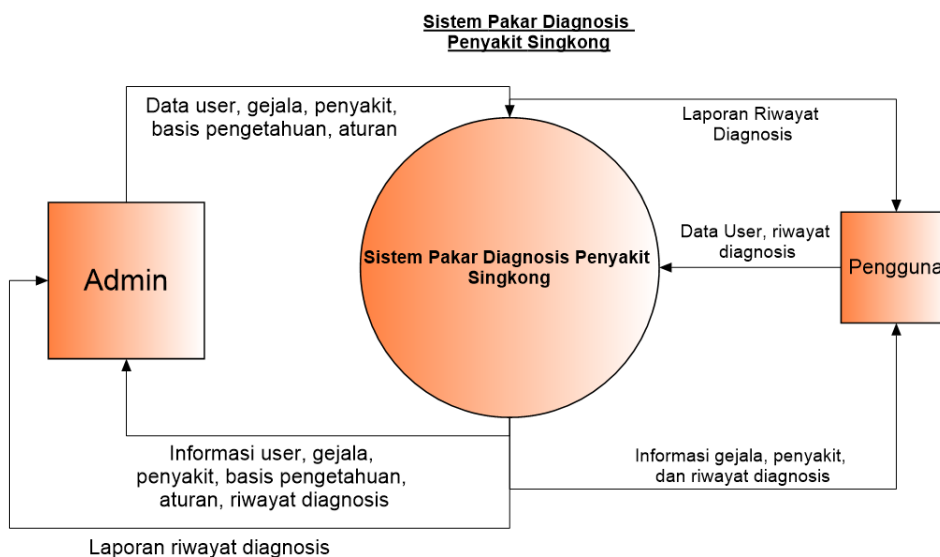 Sistem Pakar Diagnosis
Penyakit Singkong
Data user, gejala, penyakit,
basis pengetahuan, aturan
Laporan Riwayat
Diagnosis
Admin
Sistem Pakar Diagnosis Penyakit
Singkong
Data User, riwayat
diagnosis
Pengguna
Informasi user, gejala,
penyakit, basis pengetahuan,
aturan, riwayat diagnosis
Informasi gejala, penyakit,
dan riwayat diagnosis
Laporan riwayat diagnosis